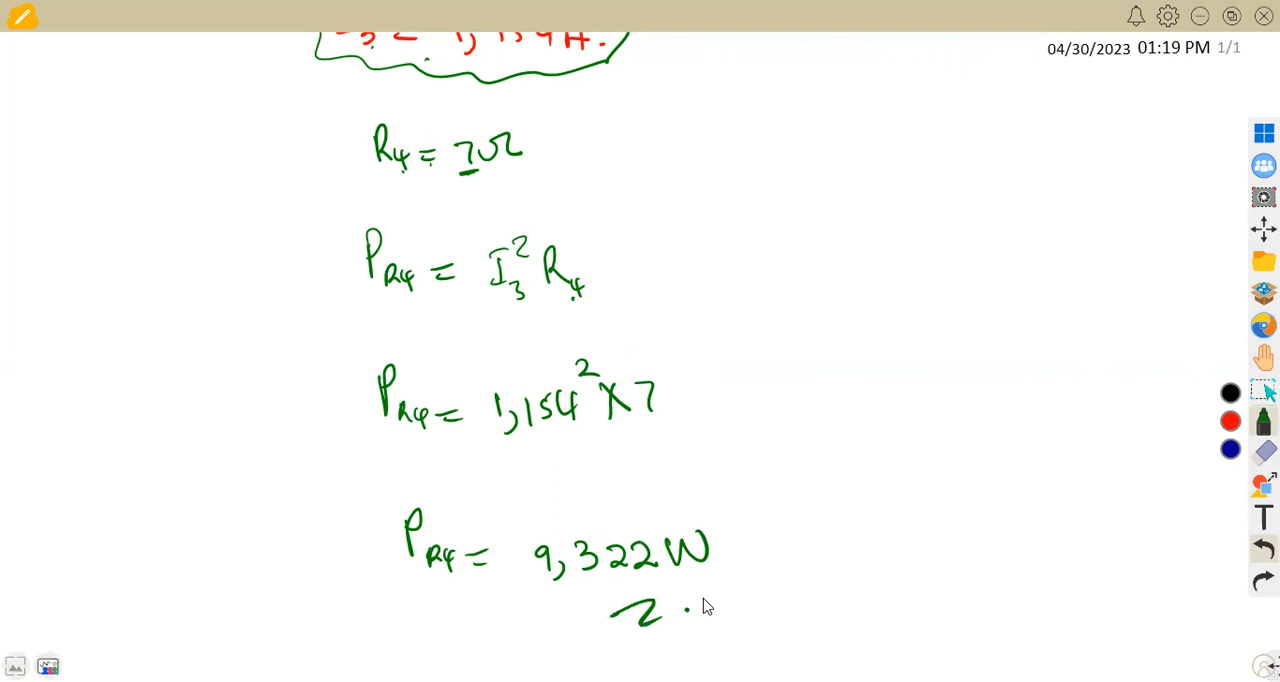 04/30/2023 01:19 PM 1/1
R4 = 7Ω
PR4 = I3² R4
PR4 = 1,154² × 7
PR4 = 9,322W